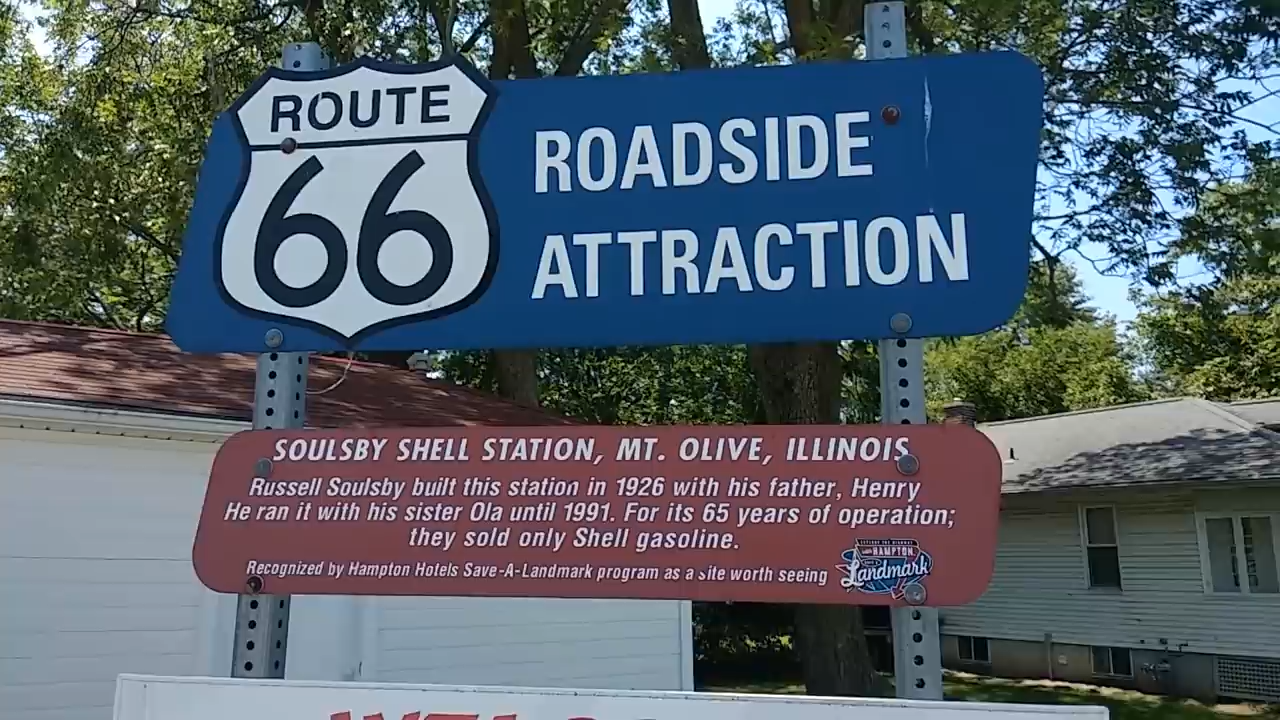 ROUTE
66
ROADSIDE
ATTRACTION
SOULSBY SHELL STATION, MT. OLIVE, ILLINOIS
Russell Soulsby built this station in 1926 with his father, Henry
He ran it with his sister Ola until 1991. For its 65 years of operation;
they sold only Shell gasoline.
Recognized by Hampton Hotels Save-A-Landmark program as a site worth seeing
HAMPTON
Landmark